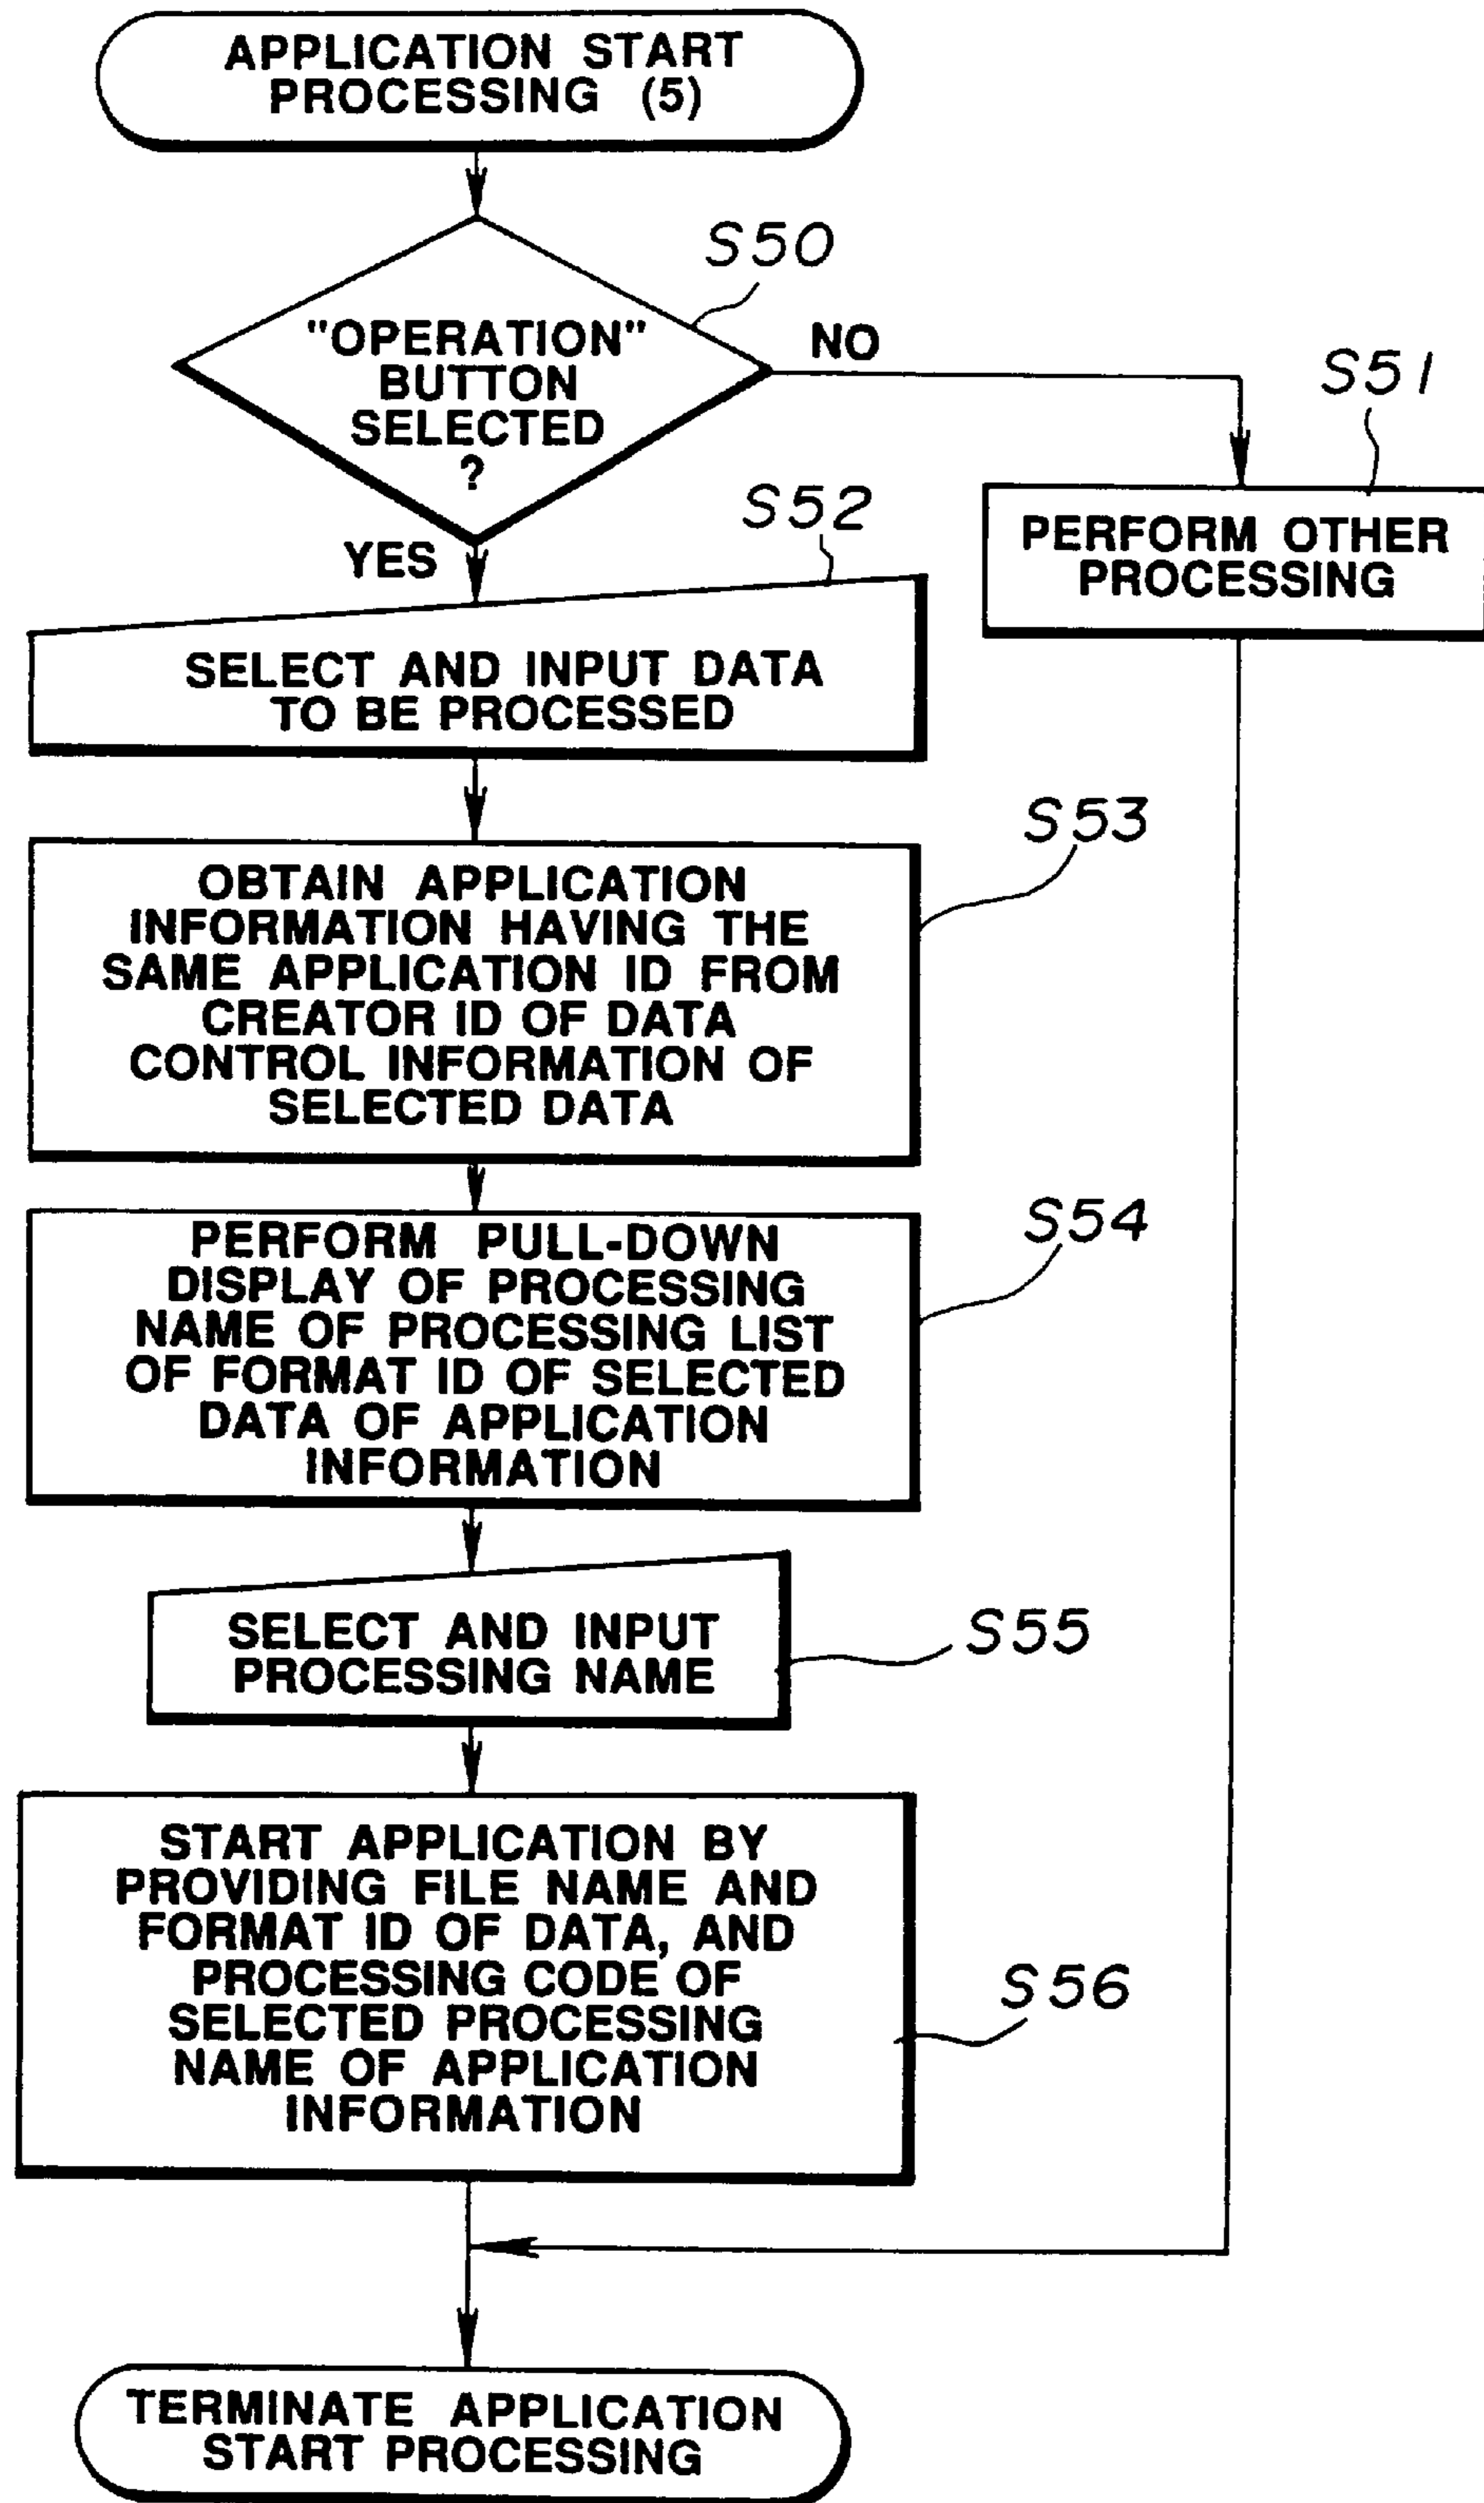 APPLICATION START
PROCESSING (5)
S50
"OPERATION"
BUTTON
SELECTED
?
NO
YES
S51
PERFORM OTHER
PROCESSING
S52
SELECT AND INPUT DATA
TO BE PROCESSED
S53
OBTAIN APPLICATION
INFORMATION HAVING THE
SAME APPLICATION ID FROM
CREATOR ID OF DATA
CONTROL INFORMATION OF
SELECTED DATA
S54
PERFORM PULL-DOWN
DISPLAY OF PROCESSING
NAME OF PROCESSING LIST
OF FORMAT ID OF SELECTED
DATA OF APPLICATION
INFORMATION
S55
SELECT AND INPUT
PROCESSING NAME
S56
START APPLICATION BY
PROVIDING FILE NAME AND
FORMAT ID OF DATA, AND
PROCESSING CODE OF
SELECTED PROCESSING
NAME OF APPLICATION
INFORMATION
TERMINATE APPLICATION
START PROCESSING